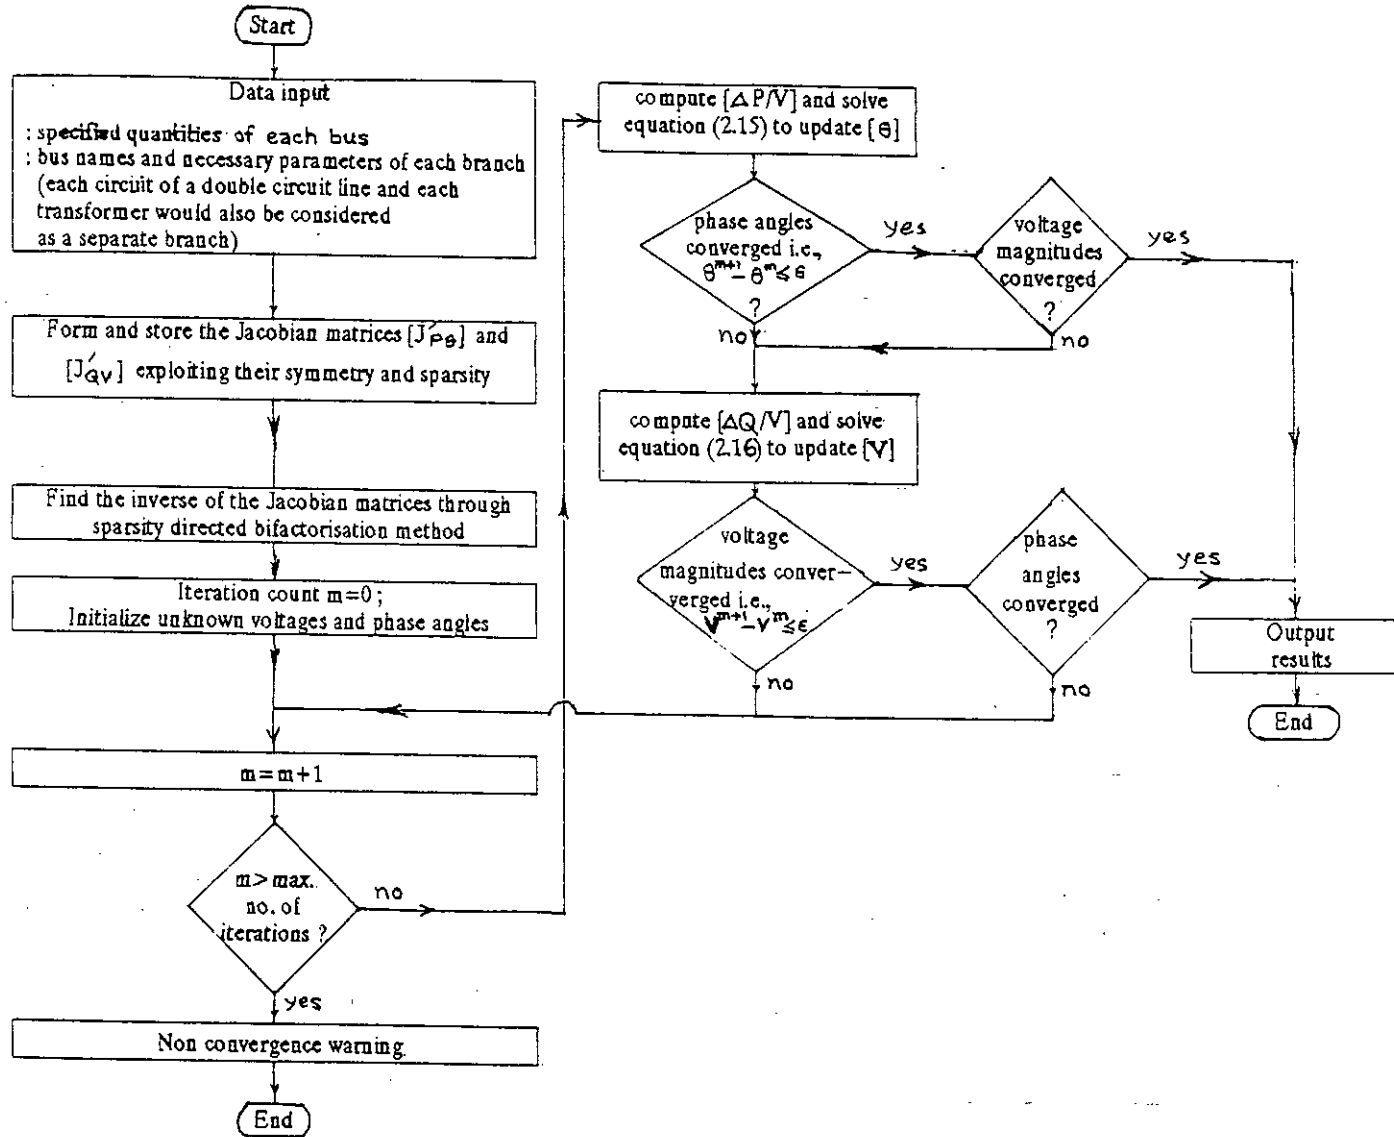 Start
Data input
: specified quantities of each bus
: bus names and necessary parameters of each branch
(each circuit of a double circuit line and each
transformer would also be considered
as a separate branch)
Form and store the Jacobian matrices [J′Pθ] and
[J′QV] exploiting their symmetry and sparsity
Find the inverse of the Jacobian matrices through
sparsity directed bifactorisation method
Iteration count m=0;
Initialize unknown voltages and phase angles
m=m+1
m>max.
no. of
iterations ?
no
yes
Non convergence warning
End
compute [ΔP/V] and solve
equation (2.15) to update [θ]
phase angles
converged i.e.,
θ^m+1 - θ^m ≤ ϵ
?
yes
no
voltage
magnitudes
converged
?
yes
no
compute [ΔQ/V] and solve
equation (2.16) to update [V]
voltage
magnitudes conver-
verged i.e.,
V^m+1 - V^m ≤ ϵ
yes
no
phase
angles
converged
?
yes
no
Output
results
End